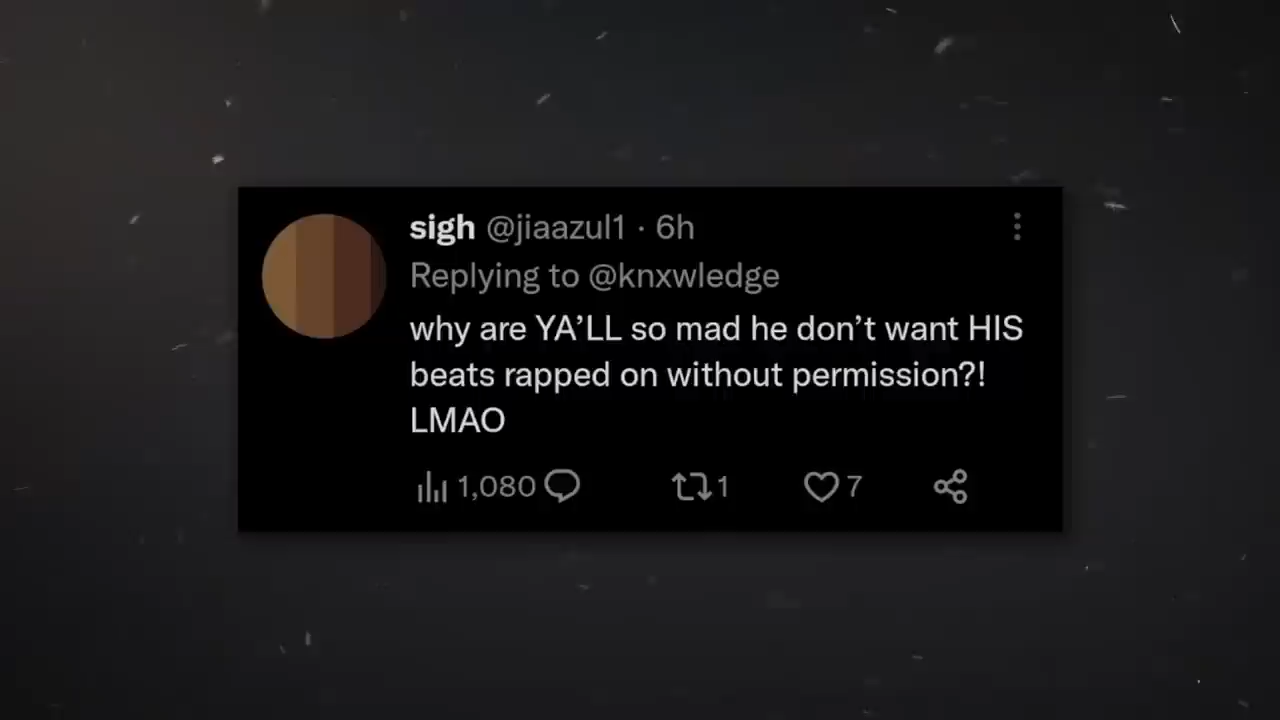 sigh @jiaazul1 · 6h
Replying to @knxwledge
why are YA’LL so mad he don’t want HIS
beats rapped on without permission?!
LMAO
1,080 1 7